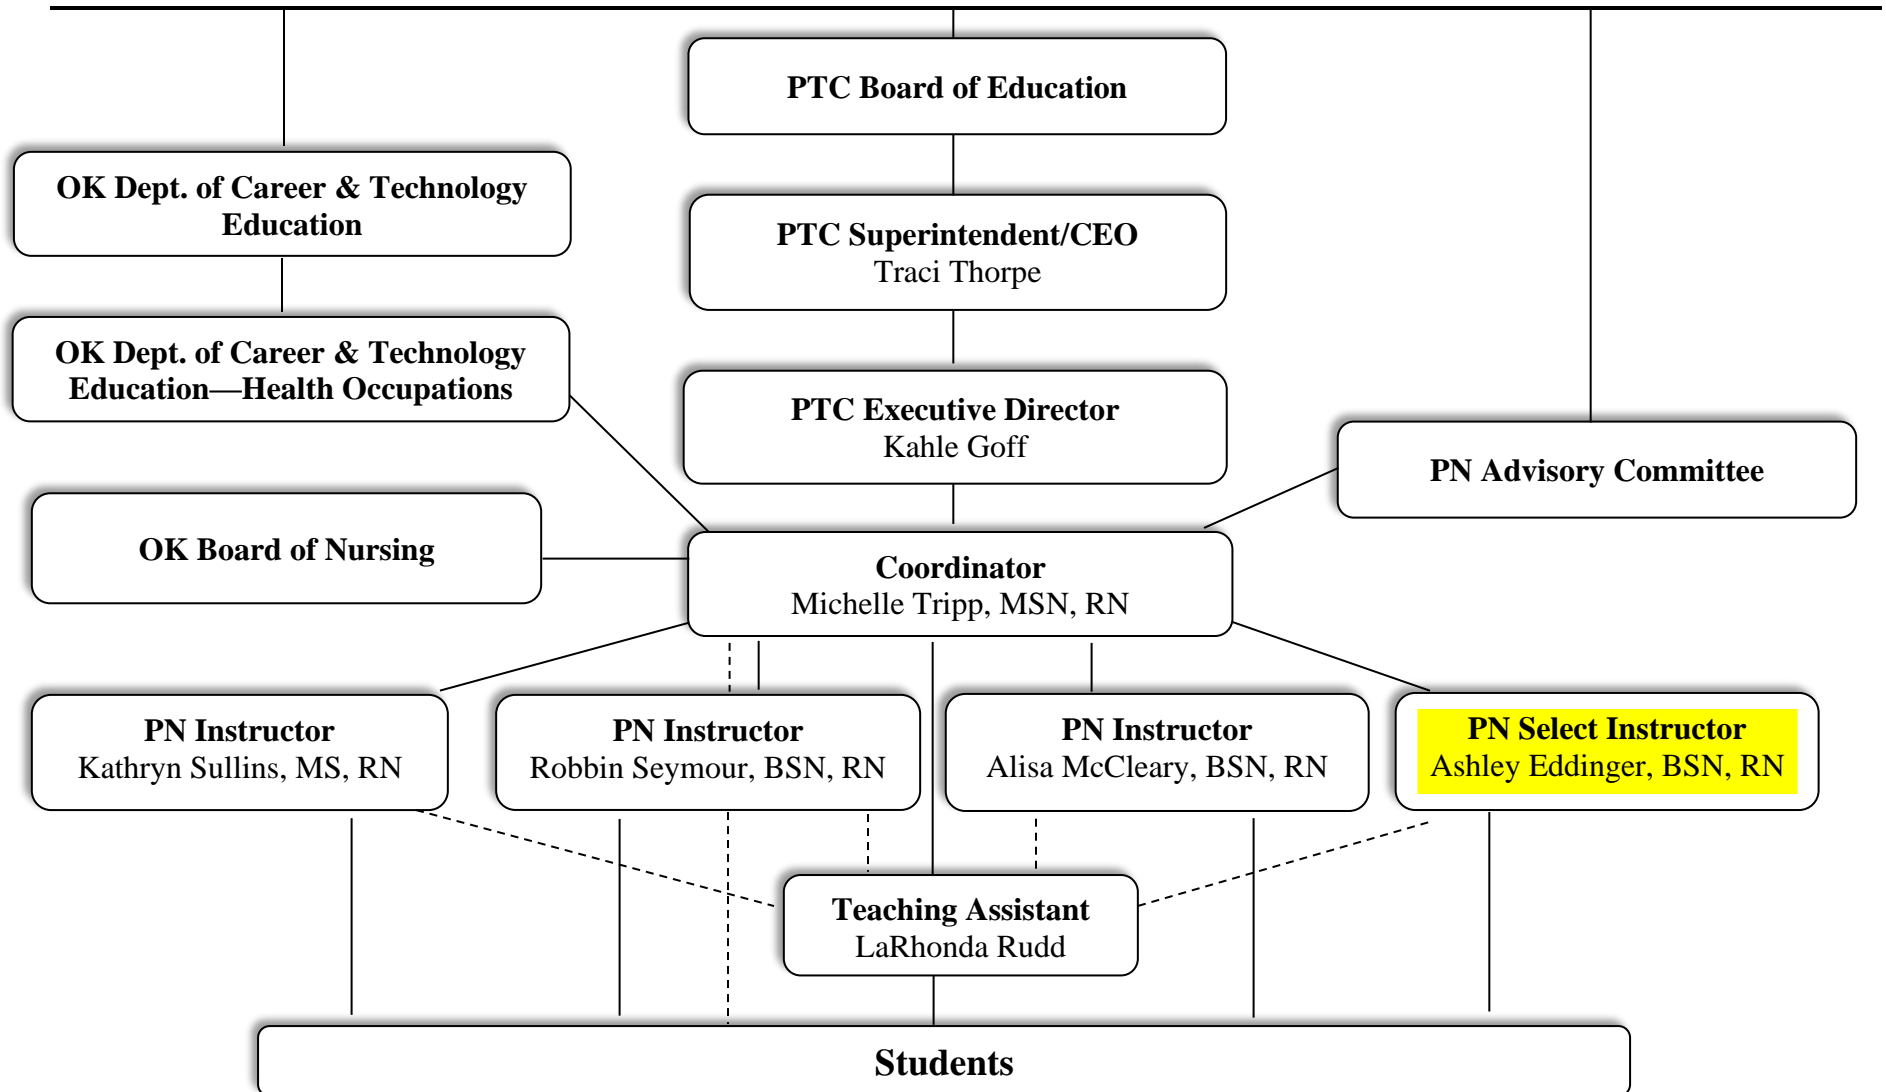 PTC Board of Education
OK Dept. of Career & Technology
Education
PTC Superintendent/CEO
Traci Thorpe
OK Dept. of Career & Technology
Education—Health Occupations
PTC Executive Director
Kahle Goff
PN Advisory Committee
OK Board of Nursing
Coordinator
Michelle Tripp, MSN, RN
PN Instructor
Kathryn Sullins, MS, RN
PN Instructor
Robbin Seymour, BSN, RN
PN Instructor
Alisa McCleary, BSN, RN
PN Select Instructor
Ashley Eddinger, BSN, RN
Teaching Assistant
LaRhonda Rudd
Students